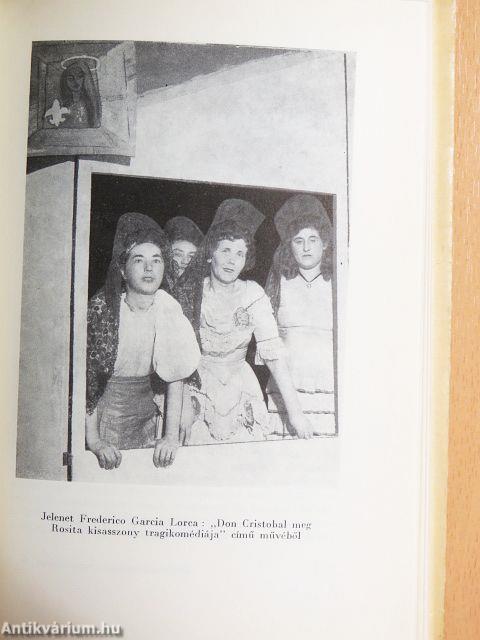 Jelenet Frederico Garcia Lorca : „Don Cristobal meg
Rosita kisasszony tragikomédiája" című művéből
Antikvárium.hu